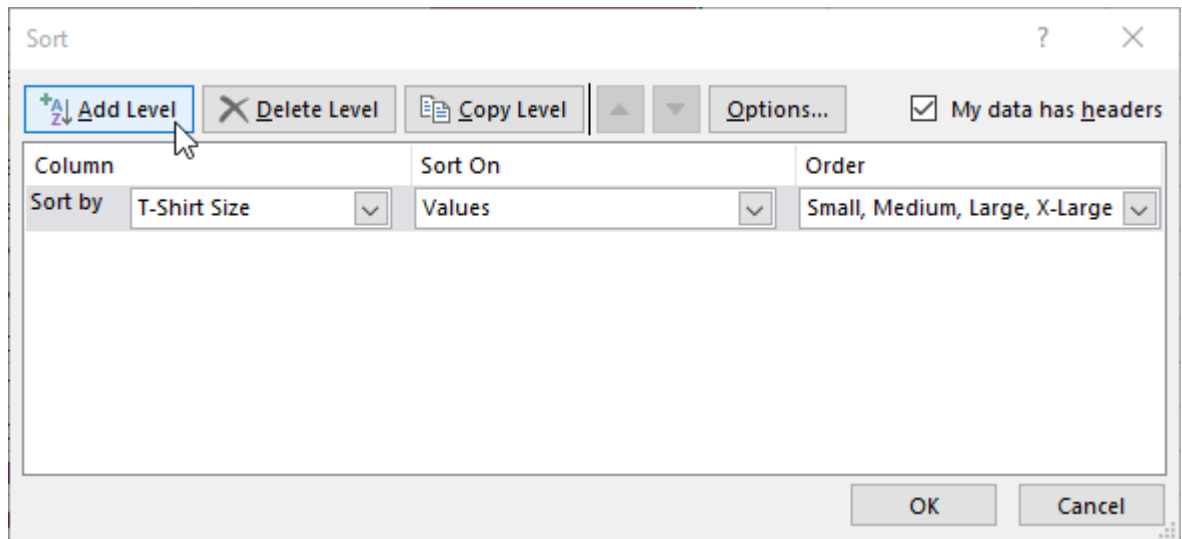 Sort ?
Add Level Delete Level Copy Level Options... My data has headers
Column Sort On Order
Sort by T-Shirt Size Values Small, Medium, Large, X-Large
OK Cancel